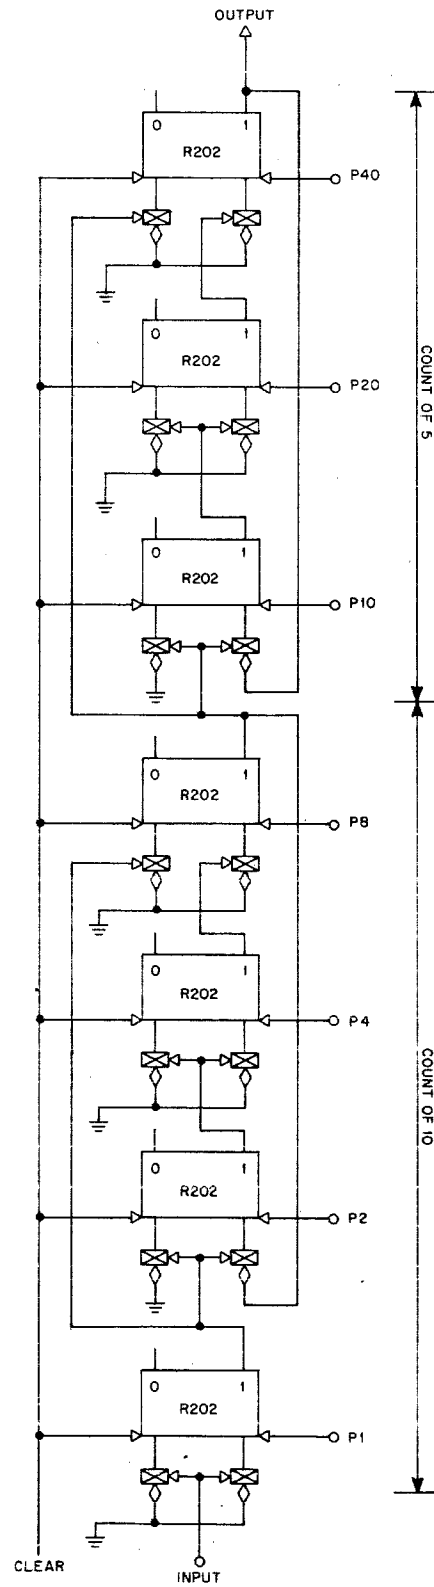 OUTPUT
0 1
R202
P40
0 1
R202
P20
COUNT OF 5
0 1
R202
P10
0 1
R202
P8
0 1
R202
P4
COUNT OF 10
0 1
R202
P2
0 1
R202
P1
CLEAR
INPUT